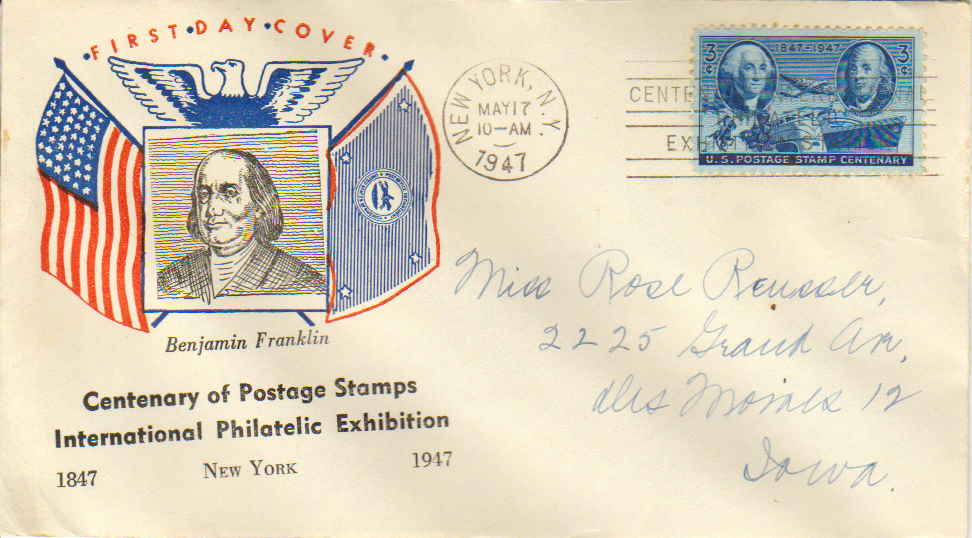 •FIRST•DAY•COVER•
Benjamin Franklin
Centenary of Postage Stamps
International Philatelic Exhibition
1847 NEW YORK 1947
NEW YORK, N.Y.
MAY 17
10-AM
1947
CENTE
EX
3¢ 1847-1947 3¢
U.S. POSTAGE STAMP CENTENARY
Miss Rose Reusser,
2225 Grand Ave,
Des Moines 12
Iowa.